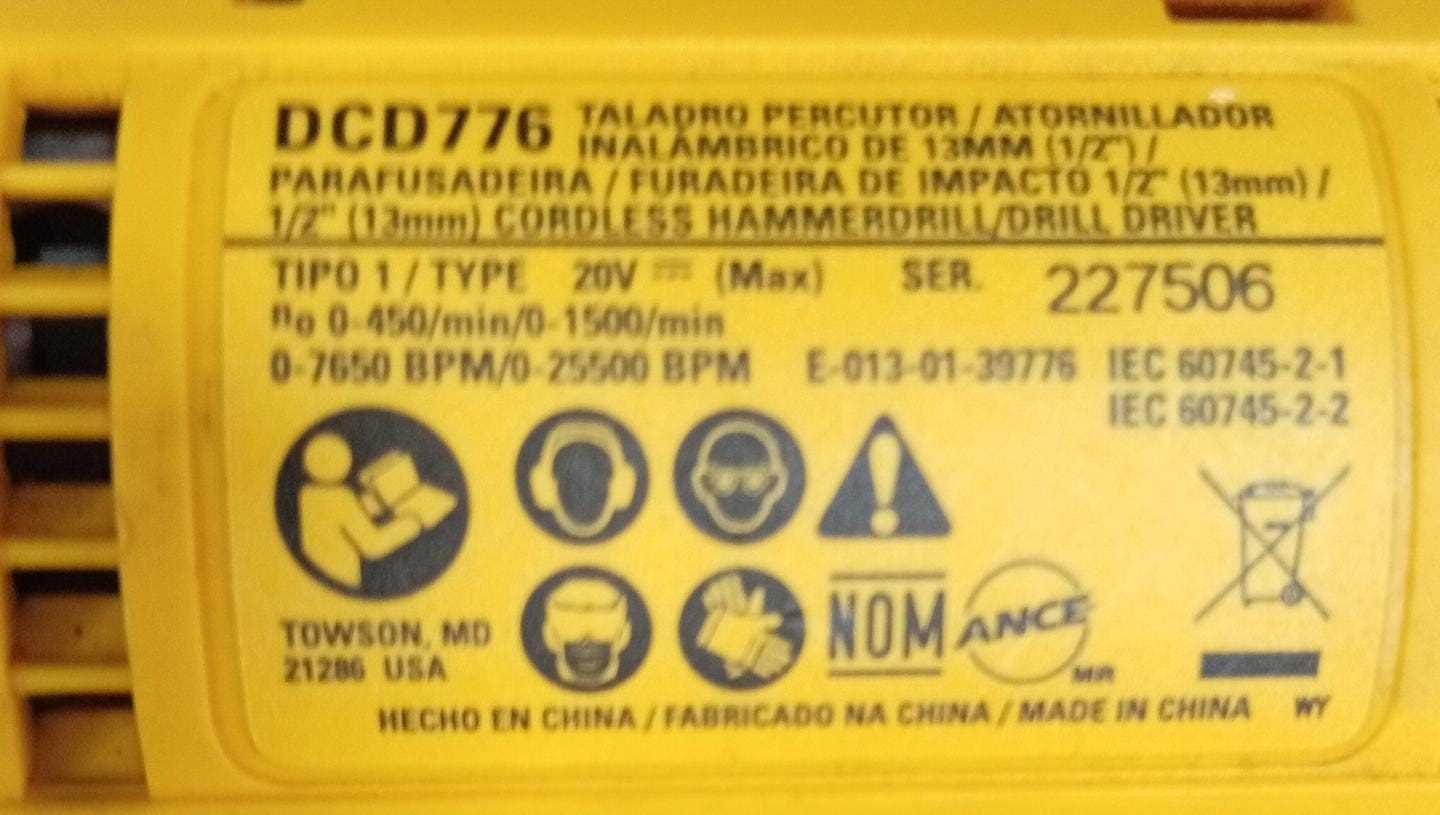 DCD776 TALADRO PERCUTOR / ATORNILLADOR
INALÁMBRICO DE 13MM (1/2") /
PARAFUSADEIRA / FURADEIRA DE IMPACTO 1/2" (13mm) /
1/2" (13mm) CORDLESS HAMMERDRILL/DRILL DRIVER
TIPO 1 / TYPE 20V ⎓ (Max) SER. 227506
no 0-450/min/0-1500/min
0-7650 BPM/0-25500 BPM E-013-01-39776 IEC 60745-2-1
IEC 60745-2-2
TOWSON, MD
21286 USA
NOM ANCE
MR
HECHO EN CHINA / FABRICADO NA CHINA / MADE IN CHINA WY